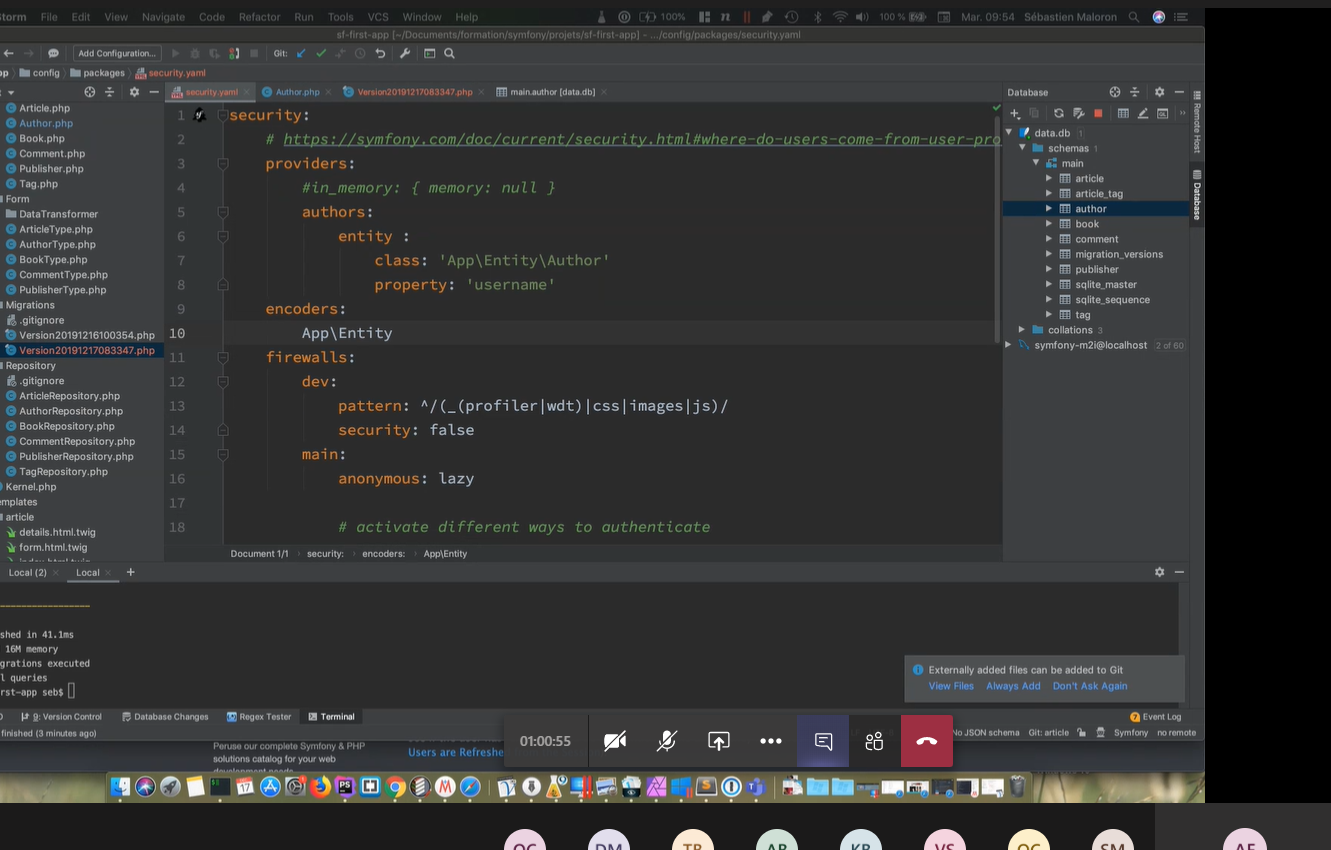 torm File Edit View Navigate Code Refactor Run Tools VCS Window Help 100% 100 % Mar. 09:54 Sébastien Maloron
sf-first-app [~/Documents/formation/symfony/projets/sf-first-app] - .../config/packages/security.yaml
Add Configuration... Git:
pp config packages security.yaml
security.yaml Author.php Version20191217083347.php main.author [data.db]
Article.php
Author.php
Book.php
Comment.php
Publisher.php
Tag.php
Form
DataTransformer
ArticleType.php
AuthorType.php
BookType.php
CommentType.php
PublisherType.php
Migrations
.gitignore
Version20191216100354.php
Version20191217083347.php
Repository
.gitignore
ArticleRepository.php
AuthorRepository.php
BookRepository.php
CommentRepository.php
PublisherRepository.php
TagRepository.php
Kernel.php
emplates
article
details.html.twig
form.html.twig
index.html.twig
1 security:
2 # https://symfony.com/doc/current/security.html#where-do-users-come-from-user-pro
3 providers:
4 #in_memory: { memory: null }
5 authors:
6 entity :
7 class: 'App\Entity\Author'
8 property: 'username'
9 encoders:
10 App\Entity
11 firewalls:
12 dev:
13 pattern: ^/(_(profiler|wdt)|css|images|js)/
14 security: false
15 main:
16 anonymous: lazy
17
18 # activate different ways to authenticate
Document 1/1 security: encoders: App\Entity
Database
data.db 1
schemas 1
main
article
article_tag
author
book
comment
migration_versions
publisher
sqlite_master
sqlite_sequence
tag
collations 3
symfony-m2i@localhost 2 of 60
Remote Host
Database
Local (2) Local +
shed in 41.1ms
16M memory
grations executed
l queries
rst-app seb$
Externally added files can be added to Git
View Files Always Add Don't Ask Again
9: Version Control Database Changes Regex Tester Terminal Event Log
finished (3 minutes ago) No JSON schema Git: article Symfony no remote
01:00:55
Peruse our complete Symfony & PHP
solutions catalog for your web
development needs.
Users are Refreshe
OC DM TB AB KB VS OC SM AF